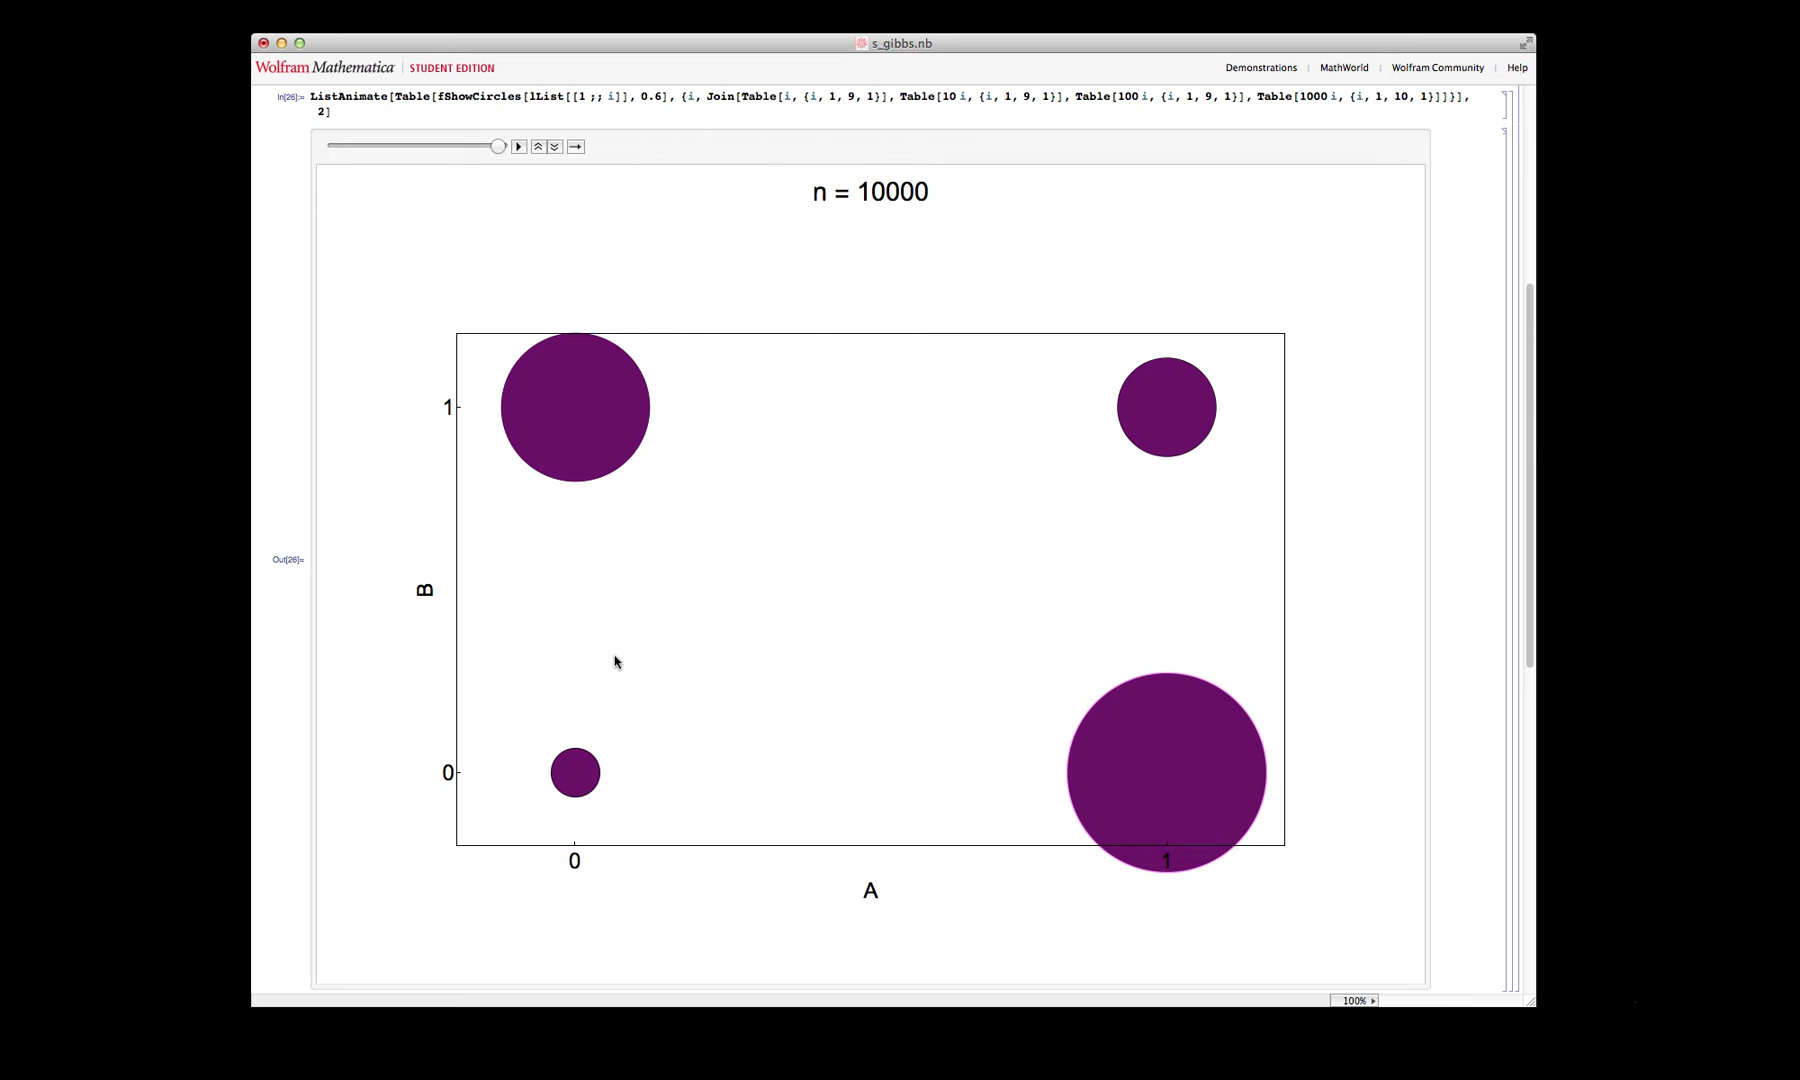 s_gibbs.nb
Wolfram Mathematica | STUDENT EDITION
Demonstrations | MathWorld | Wolfram Community | Help
In[26]:= ListAnimate[Table[fShowCircles[lList[[1 ;; i]], 0.6], {i, Join[Table[i, {i, 1, 9, 1}], Table[10 i, {i, 1, 9, 1}], Table[100 i, {i, 1, 9, 1}], Table[1000 i, {i, 1, 10, 1}]]}],
2]
n = 10000
1
B
Out[26]=
0
0
1
A
100%